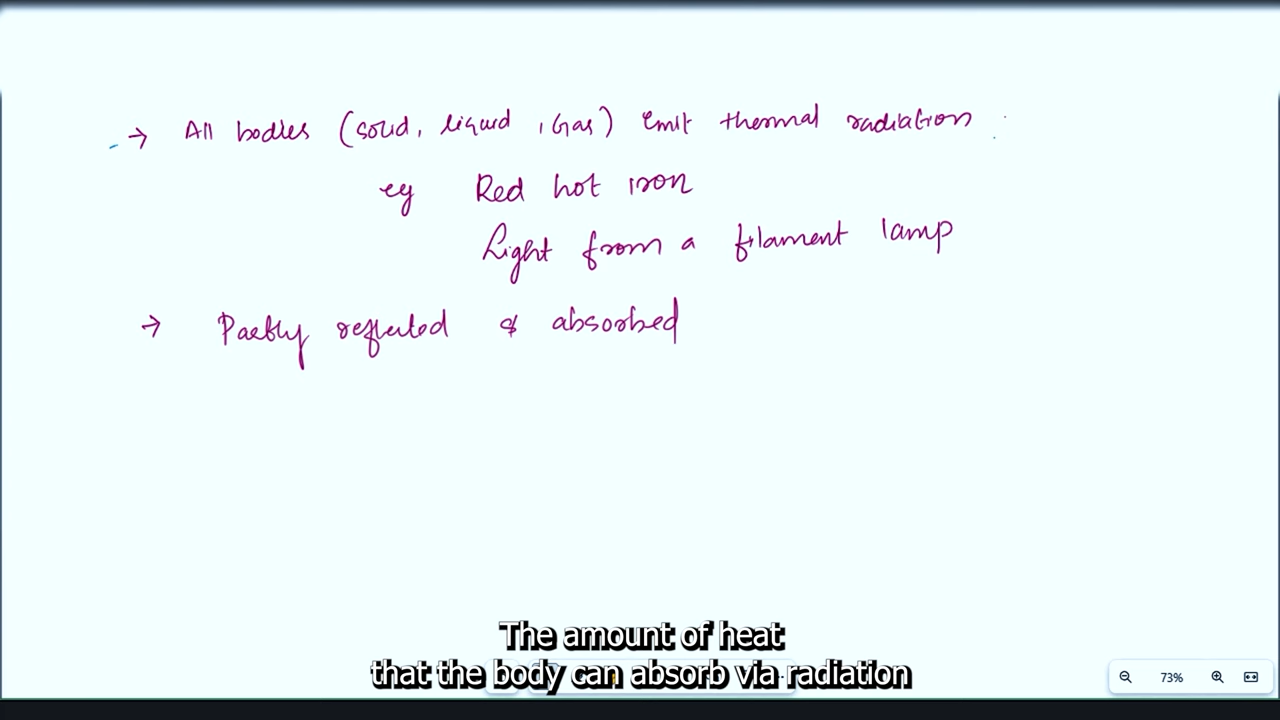 → All bodies (solid, liquid, Gas) emit thermal radiation
eg Red hot iron
Light from a filament lamp
→ Partly reflected & absorbed
The amount of heat
that the body can absorb via radiation
73%